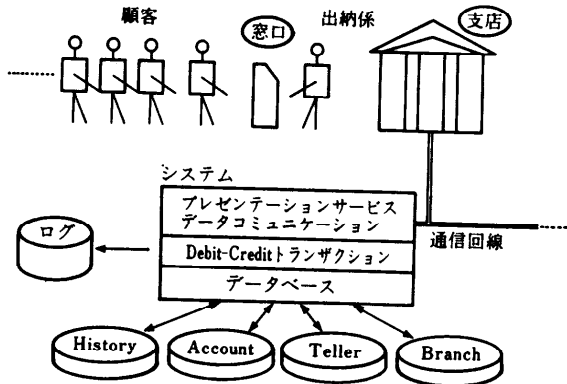 顧客
窓口
出納係
支店
システム
プレゼンテーションサービス
データコミュニケーション
Debit-Creditトランザクション
データベース
ログ
通信回線
History
Account
Teller
Branch